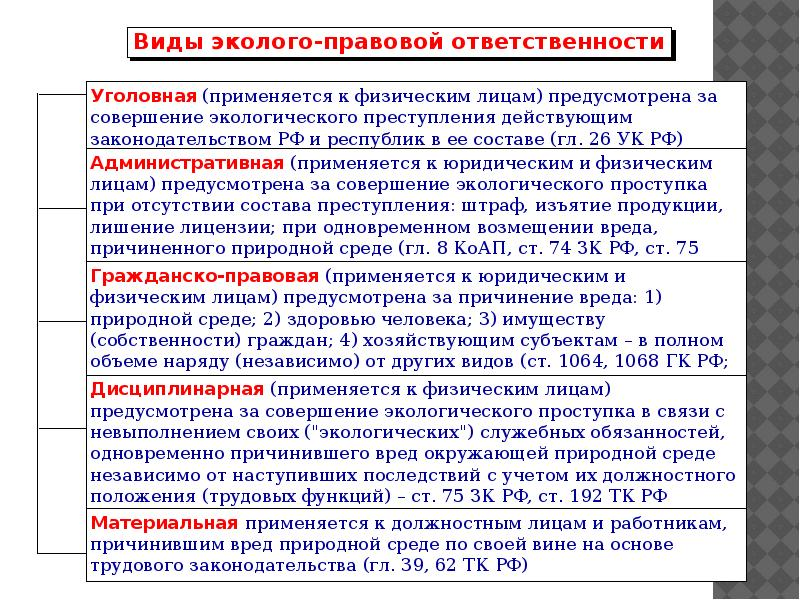 Виды эколого-правовой ответственности
Уголовная (применяется к физическим лицам) предусмотрена за
совершение экологического преступления действующим
законодательством РФ и республик в ее составе (гл. 26 УК РФ)
Административная (применяется к юридическим и физическим
лицам) предусмотрена за совершение экологического проступка
при отсутствии состава преступления: штраф, изъятие продукции,
лишение лицензии; при одновременном возмещении вреда,
причиненного природной среде (гл. 8 КоАП, ст. 74 ЗК РФ, ст. 75
Гражданско-правовая (применяется к юридическим и
физическим лицам) предусмотрена за причинение вреда: 1)
природной среде; 2) здоровью человека; 3) имуществу
(собственности) граждан; 4) хозяйствующим субъектам – в полном
объеме наряду (независимо) от других видов (ст. 1064, 1068 ГК РФ;
Дисциплинарная (применяется к физическим лицам)
предусмотрена за совершение экологического проступка в связи с
невыполнением своих ("экологических") служебных обязанностей,
одновременно причинившего вред окружающей природной среде
независимо от наступивших последствий с учетом их должностного
положения (трудовых функций) – ст. 75 ЗК РФ, ст. 192 ТК РФ
Материальная применяется к должностным лицам и работникам,
причинившим вред природной среде по своей вине на основе
трудового законодательства (гл. 39, 62 ТК РФ)